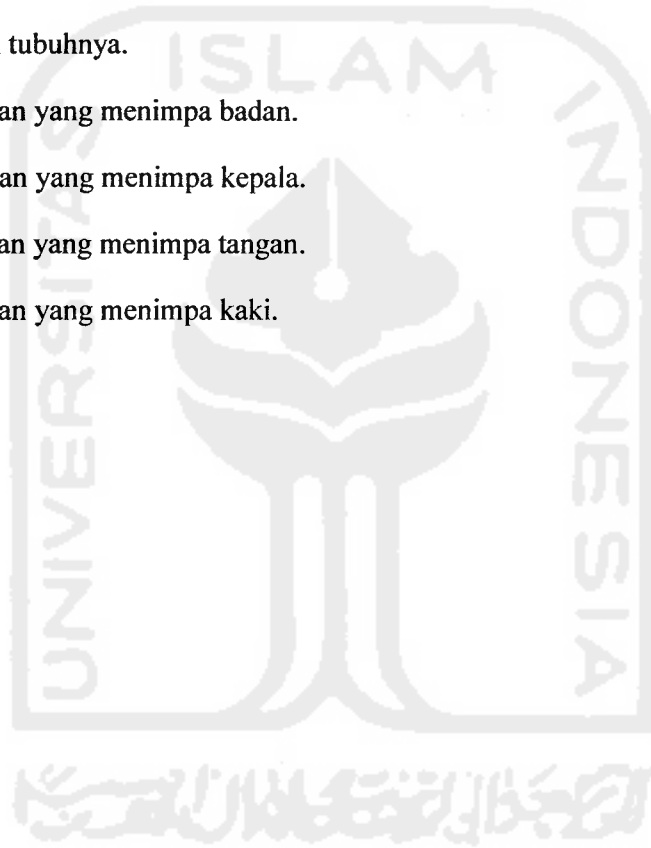 tubuhnya.
an yang menimpa badan.
an yang menimpa kepala.
an yang menimpa tangan.
an yang menimpa kaki.
ISLAM
UNIVERSITAS
INDONESIA